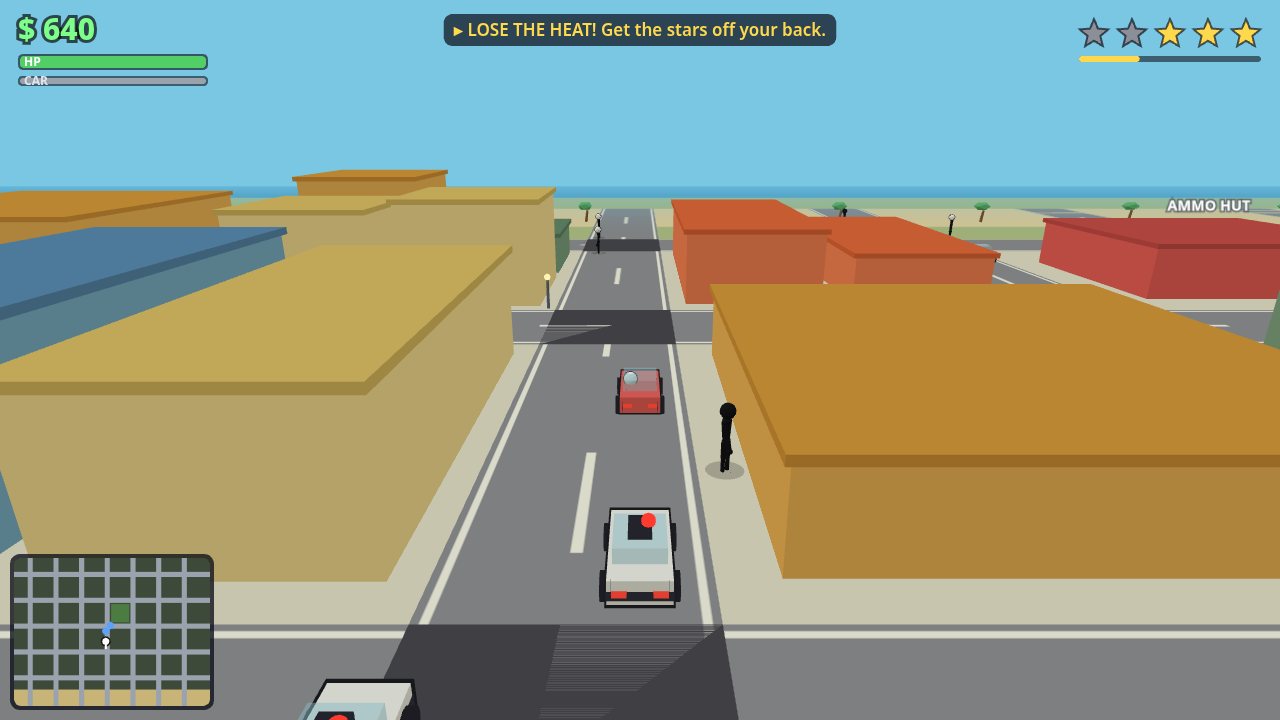 $ 640
▸ LOSE THE HEAT! Get the stars off your back.
HP
CAR
AMMO HUT